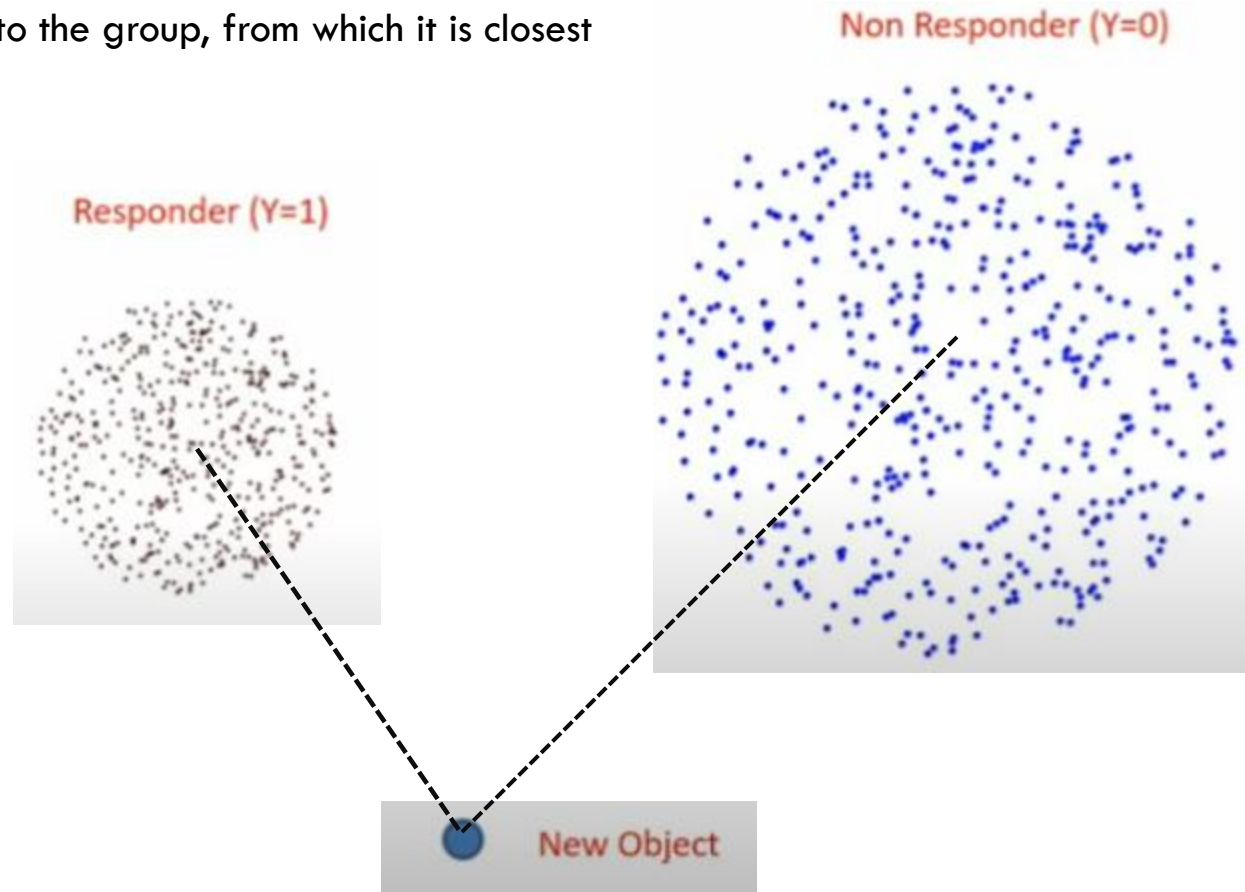 to the group, from which it is closest
Non Responder (Y=0)
Responder (Y=1)
New Object